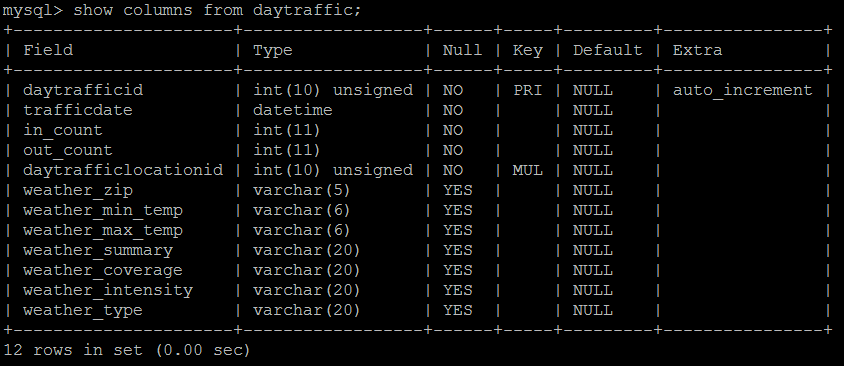 mysql> show columns from daytraffic;
+----------------------+------------------+------+-----+---------+----------------+
| Field                | Type             | Null | Key | Default | Extra          |
+----------------------+------------------+------+-----+---------+----------------+
| daytrafficid         | int(10) unsigned | NO   | PRI | NULL    | auto_increment |
| trafficdate          | datetime         | NO   |     | NULL    |                |
| in_count             | int(11)          | NO   |     | NULL    |                |
| out_count            | int(11)          | NO   |     | NULL    |                |
| daytrafficlocationid | int(10) unsigned | NO   | MUL | NULL    |                |
| weather_zip          | varchar(5)       | YES  |     | NULL    |                |
| weather_min_temp     | varchar(6)       | YES  |     | NULL    |                |
| weather_max_temp     | varchar(6)       | YES  |     | NULL    |                |
| weather_summary      | varchar(20)      | YES  |     | NULL    |                |
| weather_coverage     | varchar(20)      | YES  |     | NULL    |                |
| weather_intensity    | varchar(20)      | YES  |     | NULL    |                |
| weather_type         | varchar(20)      | YES  |     | NULL    |                |
+----------------------+------------------+------+-----+---------+----------------+
12 rows in set (0.00 sec)